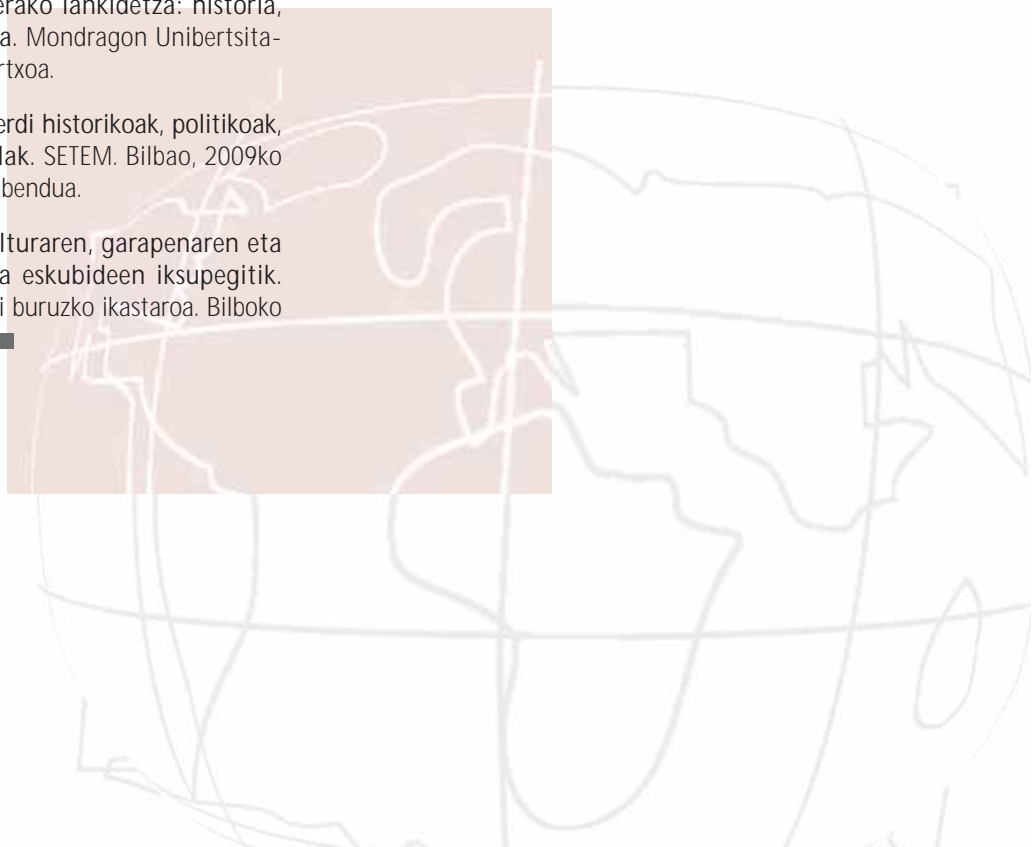 erako lankidetza: historia,
a. Mondragon Unibertsita-
rtxoa.
erdi historikoak, politikoak,
lak. SETEM. Bilbao, 2009ko
bendua.
lturaren, garapenaren eta
a eskubideen iksupegitik.
i buruzko ikastaroa. Bilboko